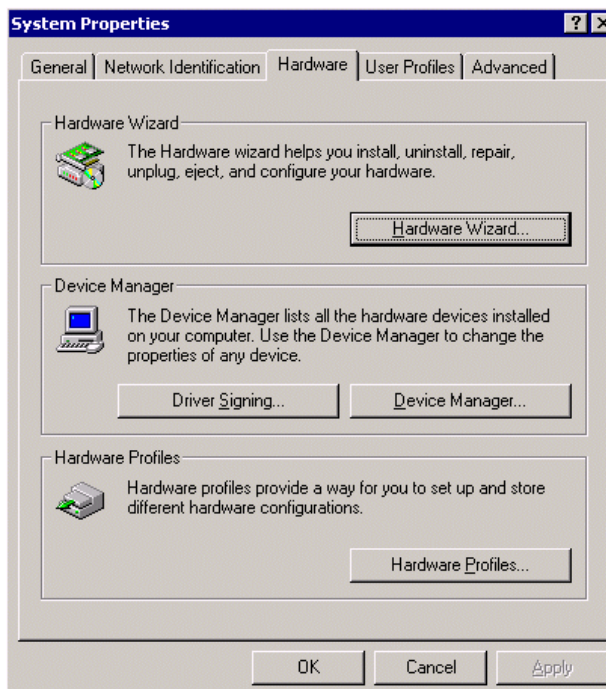 System Properties
General
Network Identification
Hardware
User Profiles
Advanced
Hardware Wizard
The Hardware wizard helps you install, uninstall, repair,
unplug, eject, and configure your hardware.
Hardware Wizard...
Device Manager
The Device Manager lists all the hardware devices installed
on your computer. Use the Device Manager to change the
properties of any device.
Driver Signing...
Device Manager...
Hardware Profiles
Hardware profiles provide a way for you to set up and store
different hardware configurations.
Hardware Profiles...
OK
Cancel
Apply